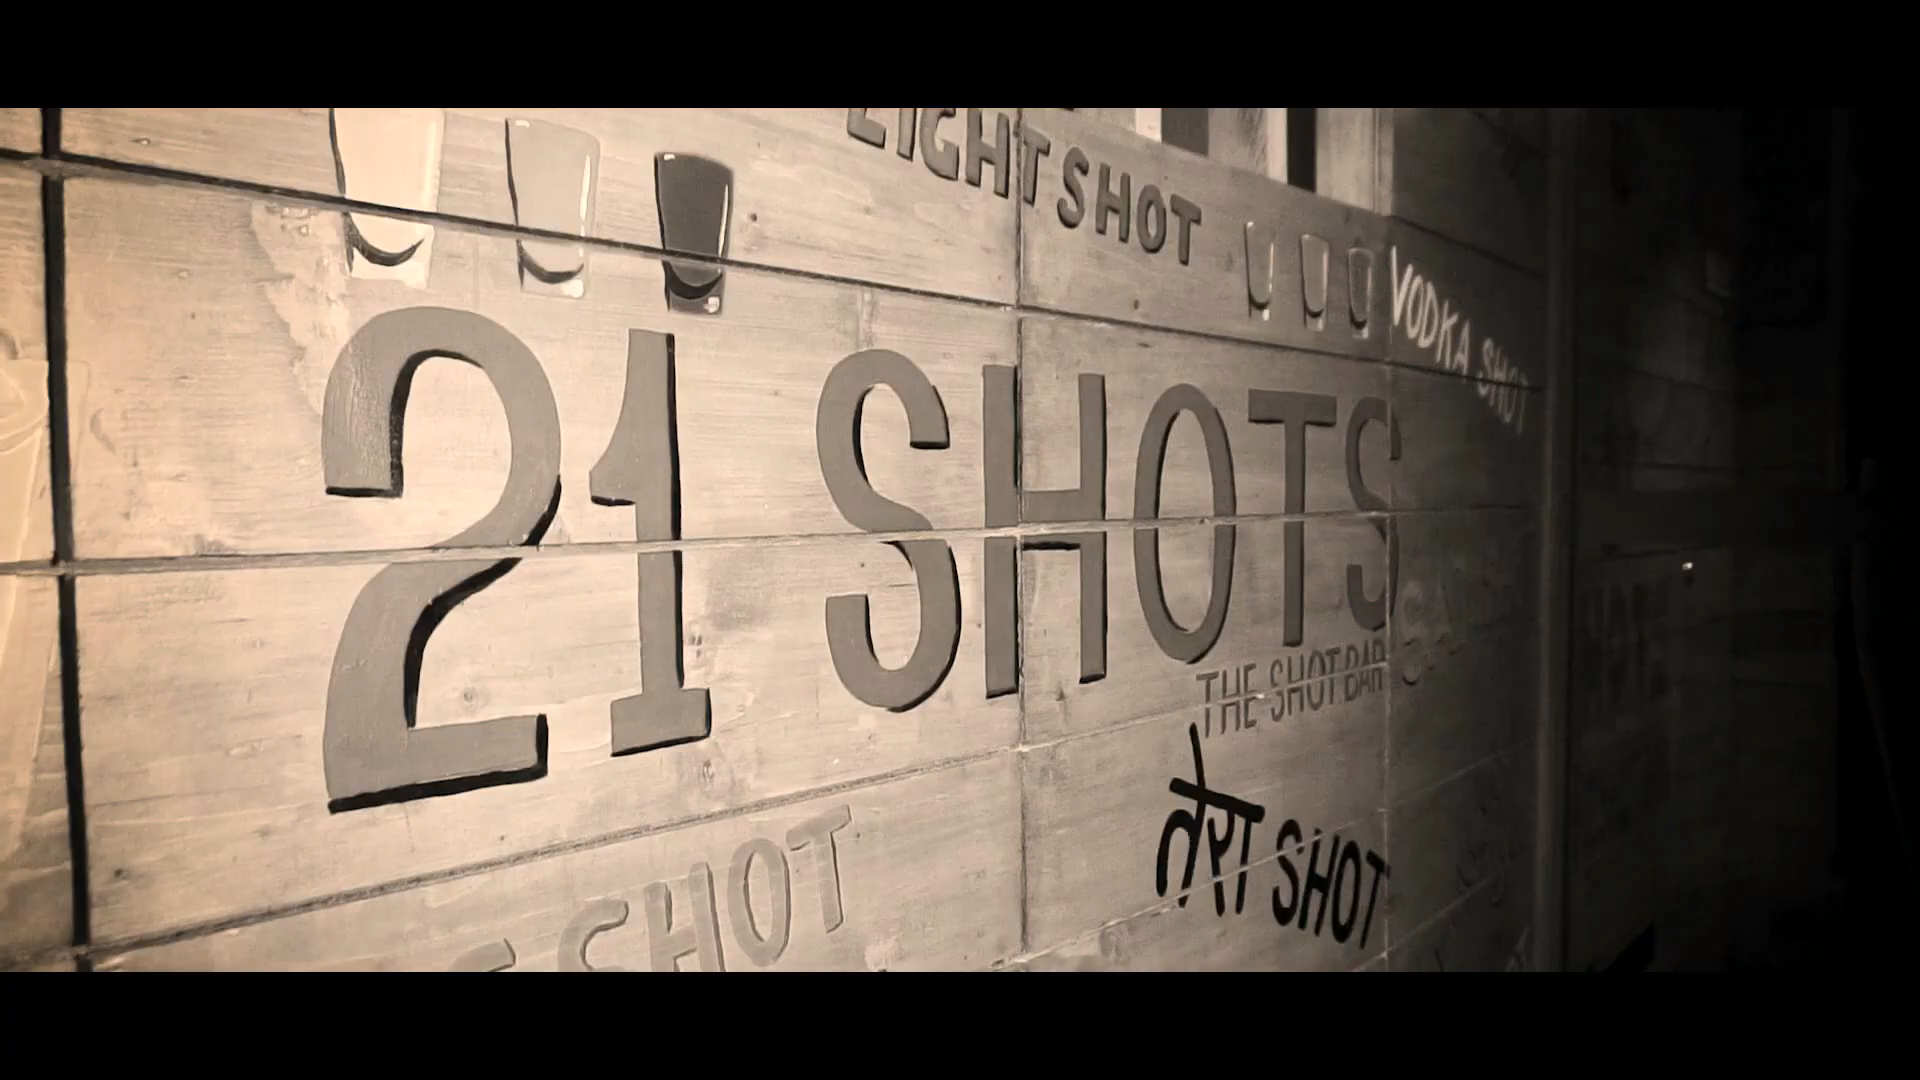 LIGHT SHOT
VODKA SHOT
21 SHOTS
THE SHOT BAR
तेरा SHOT
SHOT